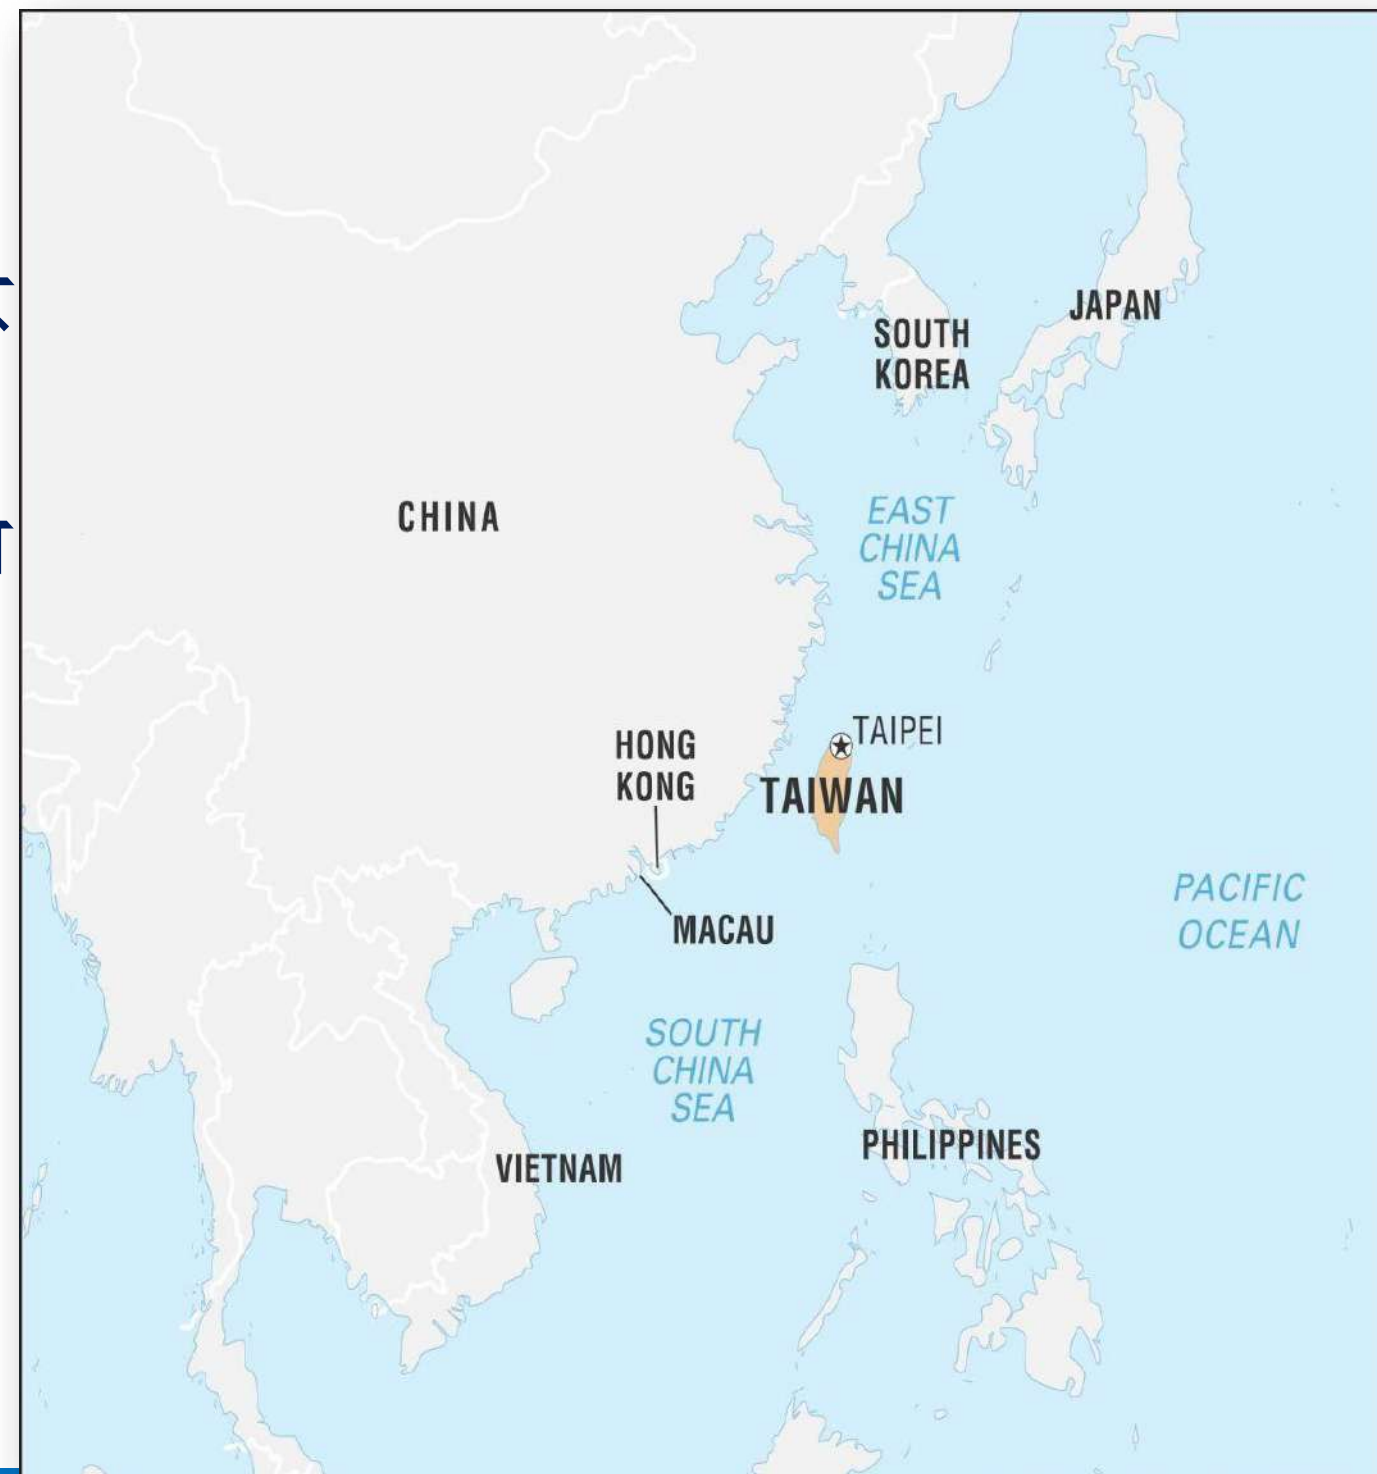 JAPAN
SOUTH
KOREA
CHINA
EAST
CHINA
SEA
TAIPEI
HONG
KONG
TAIWAN
PACIFIC
OCEAN
MACAU
SOUTH
CHINA
SEA
PHILIPPINES
VIETNAM